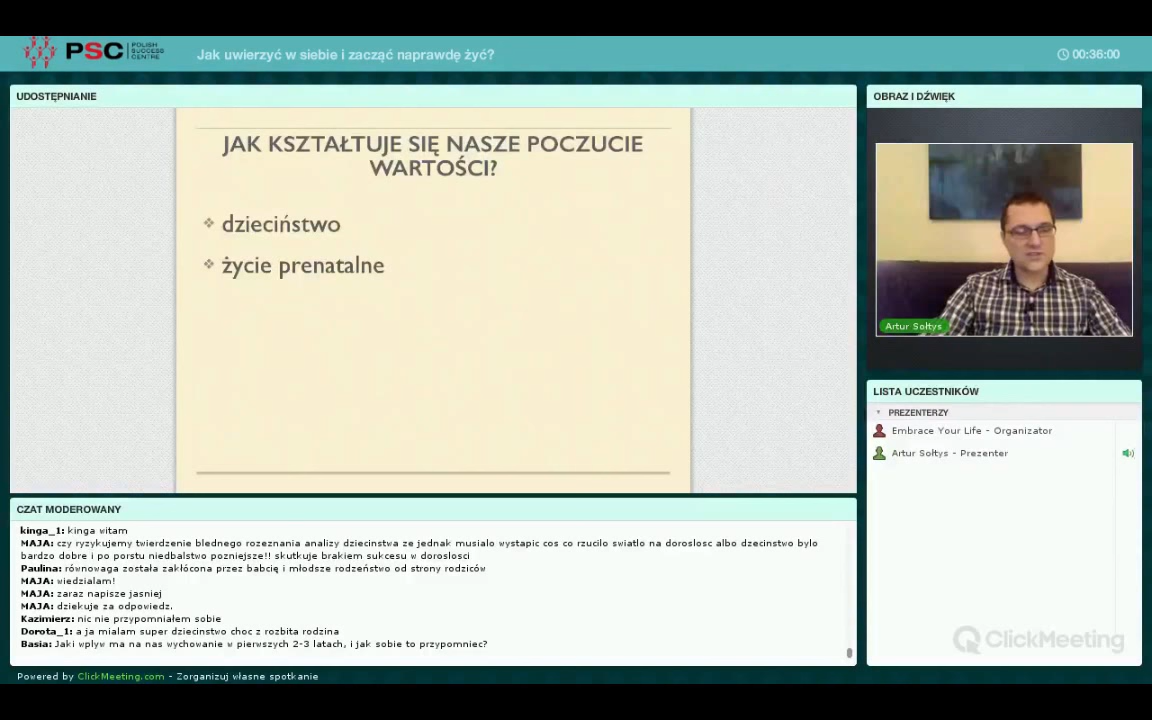 PSC POLISH SUCCESS CENTRE
Jak uwierzyć w siebie i zacząć naprawdę żyć?
00:36:00
UDOSTĘPNIANIE
JAK KSZTAŁTUJE SIĘ NASZE POCZUCIE
WARTOŚCI?
dzieciństwo
życie prenatalne
OBRAZ I DŹWIĘK
Artur Sołtys
LISTA UCZESTNIKÓW
PREZENTERZY
Embrace Your Life - Organizator
Artur Sołtys - Prezenter
ClickMeeting
CZAT MODEROWANY
kinga_1: kinga witam
MAJA: czy ryzykujemy twierdzenie blednego rozeznania analizy dziecinstwa ze jednak musialo wystapic cos co rzucilo swiatlo na doroslosc albo dzecinstwo bylo
bardzo dobre i po porstu niedbalstwo pozniejsze!! skutkuje brakiem sukcesu w doroslosci
Paulina: równowaga została zakłócona przez babcię i młodsze rodzeństwo od strony rodziców
MAJA: wiedzialam!
MAJA: zaraz napisze jasniej
MAJA: dziekuje za odpowiedz.
Kazimierz: nic nie przypomniałem sobie
Dorota_1: a ja mialam super dziecinstwo choc z rozbita rodzina
Basia: Jaki wplyw ma na nas wychowanie w pierwszych 2-3 latach, i jak sobie to przypomniec?
Powered by ClickMeeting.com - Zorganizuj własne spotkanie